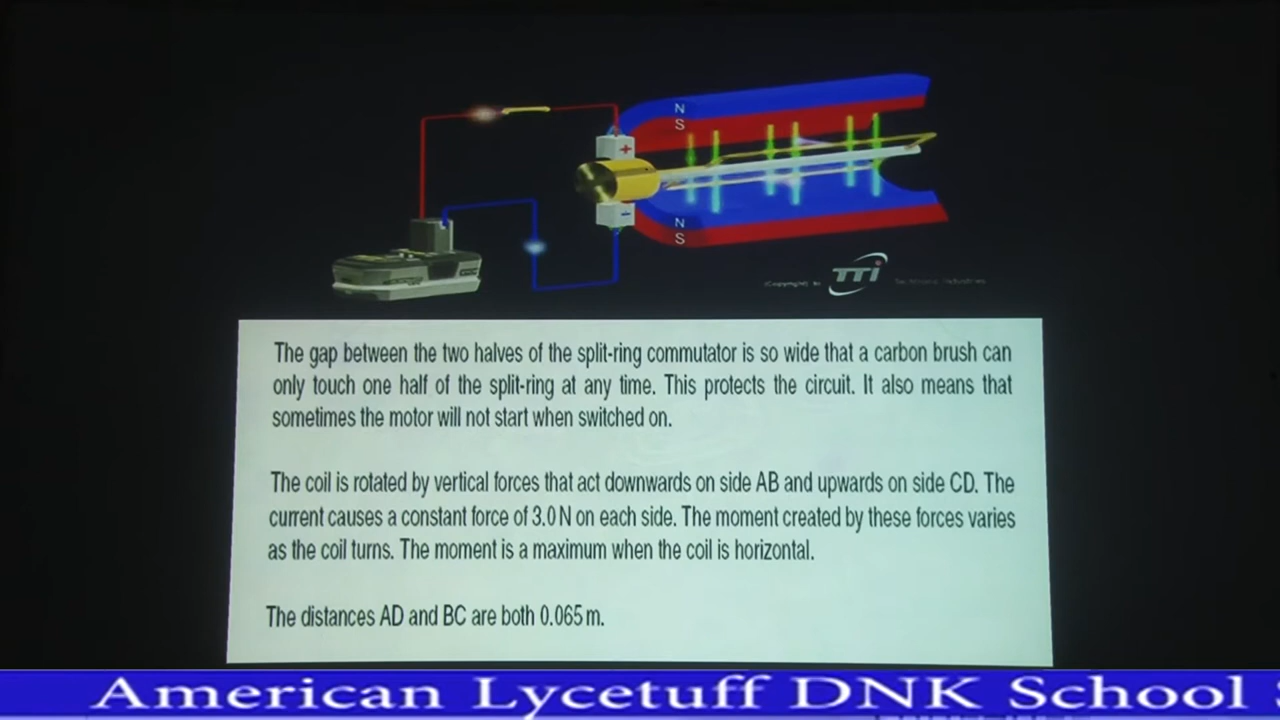 N
S
+
N
S
-
(Copyright) to TTi Techtronic Industries
The gap between the two halves of the split-ring commutator is so wide that a carbon brush can
only touch one half of the split-ring at any time. This protects the circuit. It also means that
sometimes the motor will not start when switched on.
The coil is rotated by vertical forces that act downwards on side AB and upwards on side CD. The
current causes a constant force of 3.0 N on each side. The moment created by these forces varies
as the coil turns. The moment is a maximum when the coil is horizontal.
The distances AD and BC are both 0.065 m.
American Lycetuff DNK School